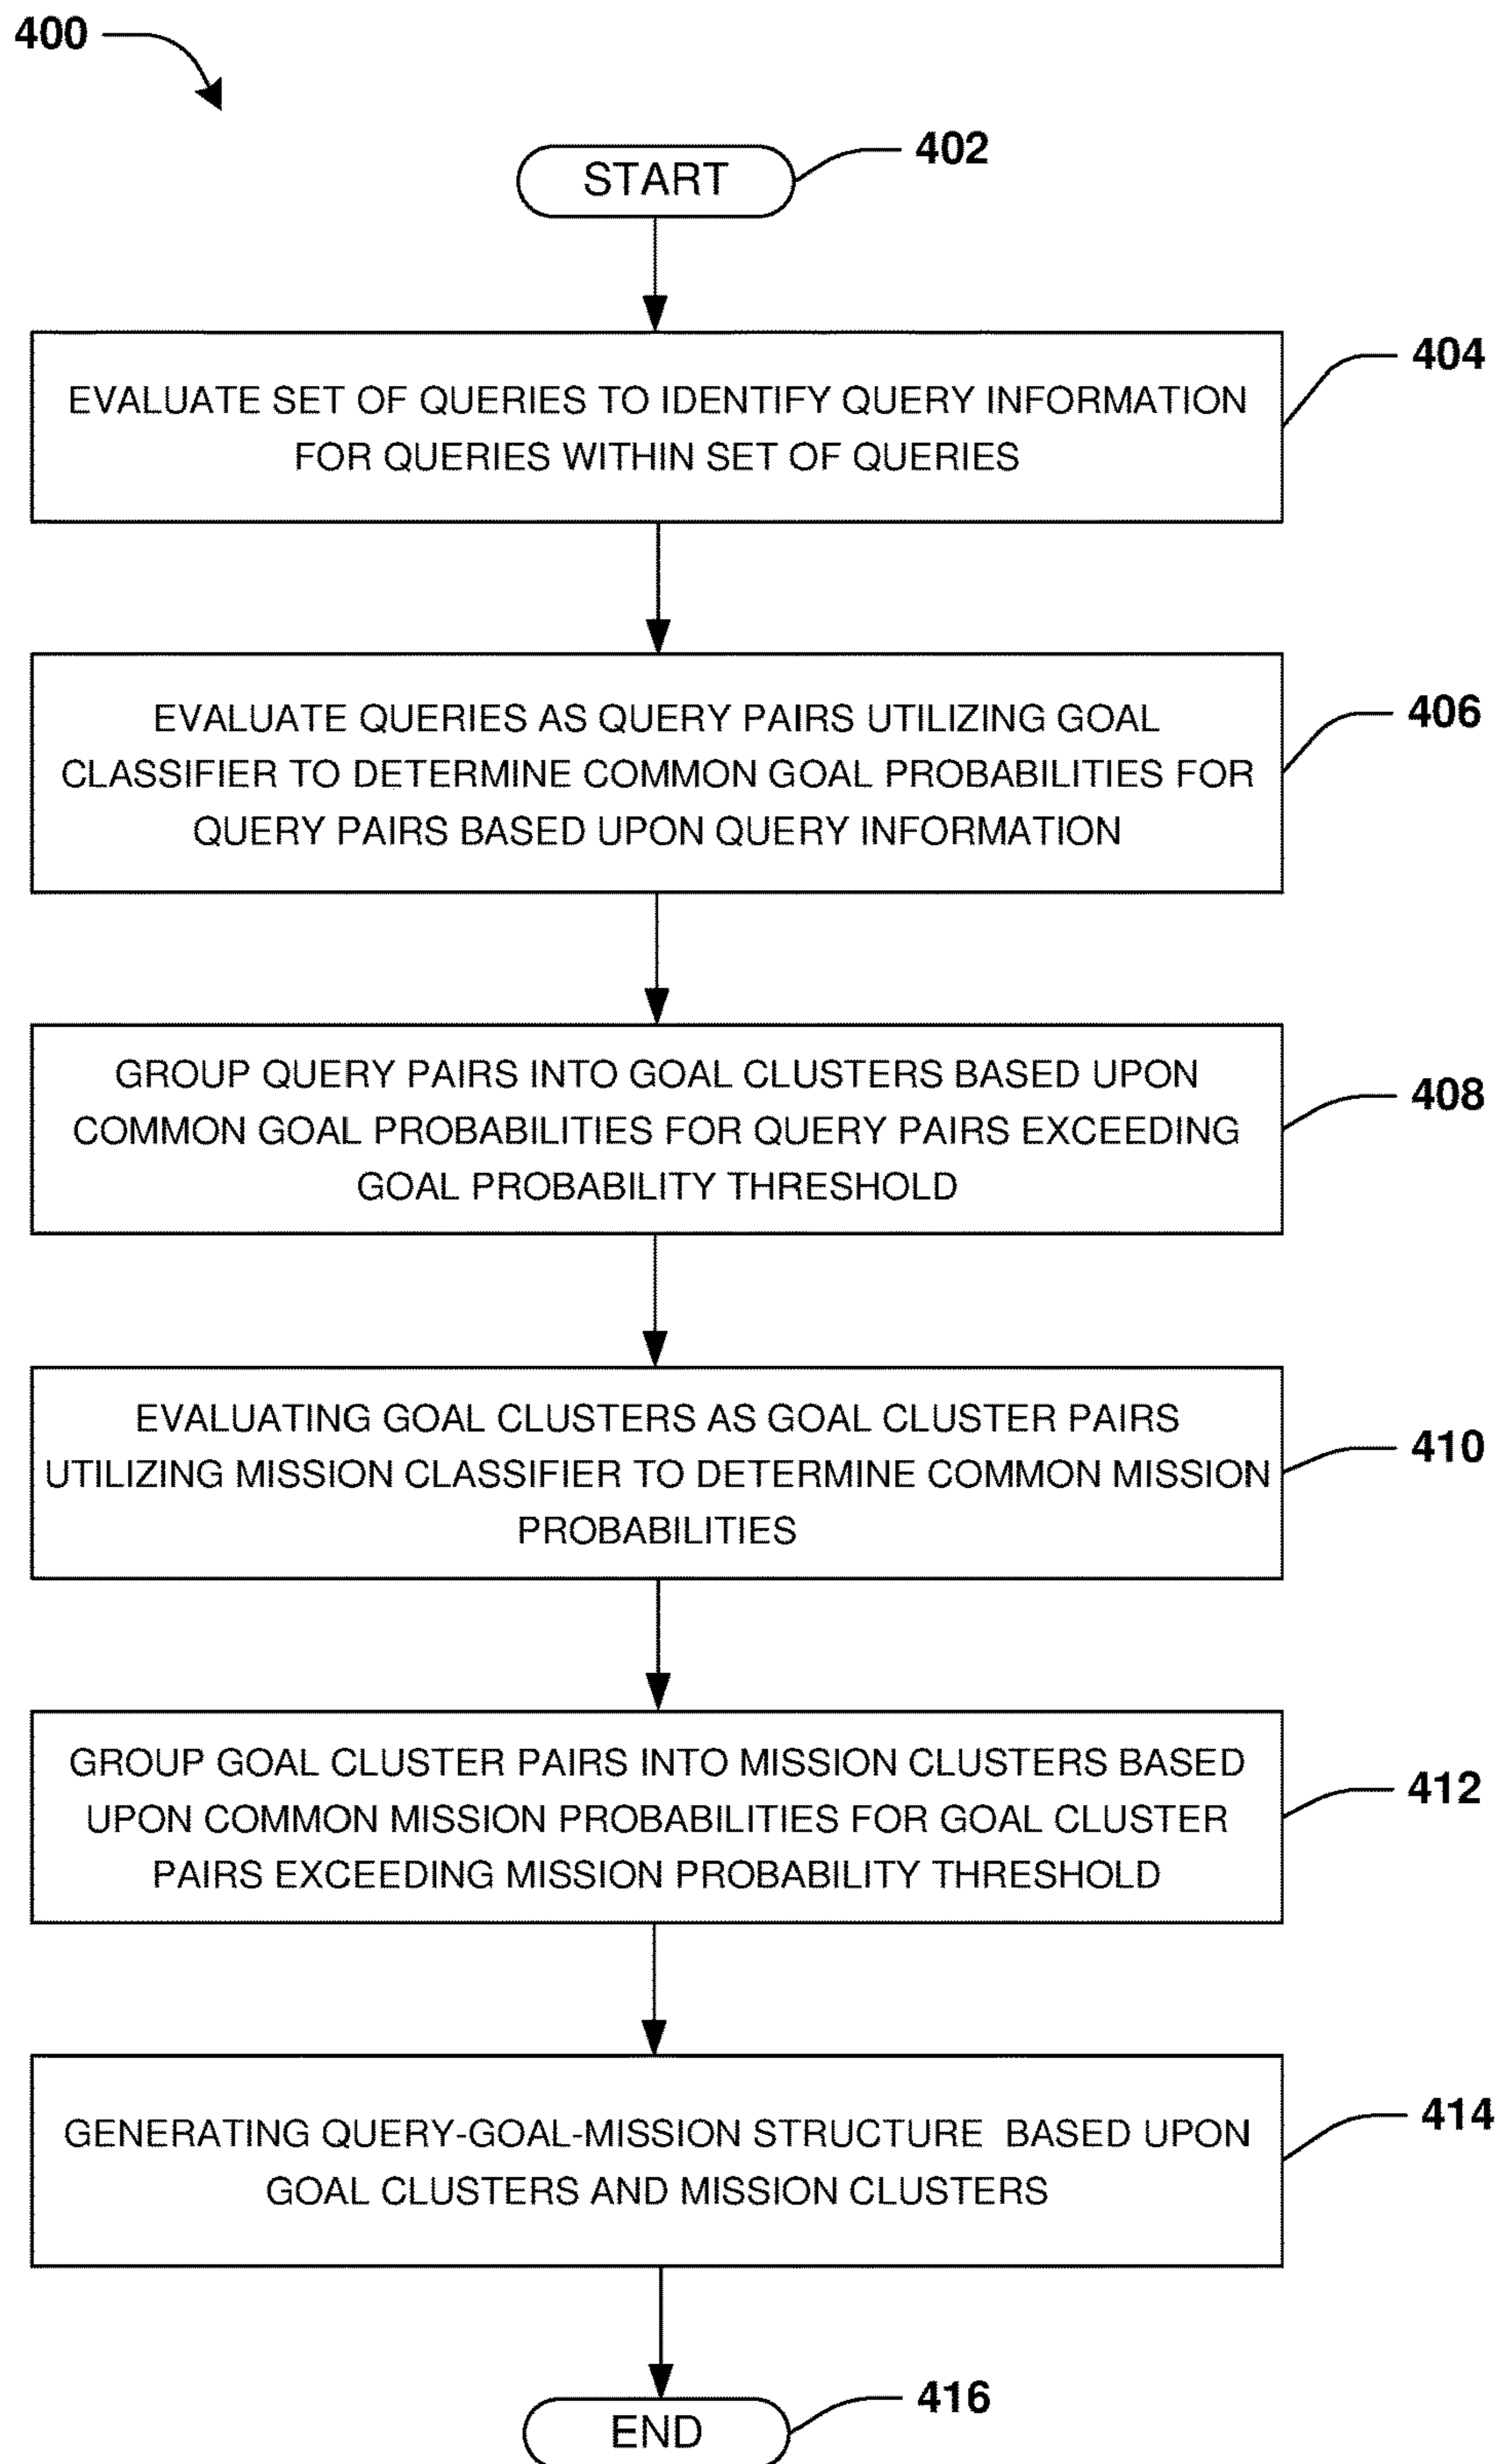 400
START
402
EVALUATE SET OF QUERIES TO IDENTIFY QUERY INFORMATION
FOR QUERIES WITHIN SET OF QUERIES
404
EVALUATE QUERIES AS QUERY PAIRS UTILIZING GOAL
CLASSIFIER TO DETERMINE COMMON GOAL PROBABILITIES FOR
QUERY PAIRS BASED UPON QUERY INFORMATION
406
GROUP QUERY PAIRS INTO GOAL CLUSTERS BASED UPON
COMMON GOAL PROBABILITIES FOR QUERY PAIRS EXCEEDING
GOAL PROBABILITY THRESHOLD
408
EVALUATING GOAL CLUSTERS AS GOAL CLUSTER PAIRS
UTILIZING MISSION CLASSIFIER TO DETERMINE COMMON MISSION
PROBABILITIES
410
GROUP GOAL CLUSTER PAIRS INTO MISSION CLUSTERS BASED
UPON COMMON MISSION PROBABILITIES FOR GOAL CLUSTER
PAIRS EXCEEDING MISSION PROBABILITY THRESHOLD
412
GENERATING QUERY-GOAL-MISSION STRUCTURE BASED UPON
GOAL CLUSTERS AND MISSION CLUSTERS
414
END
416